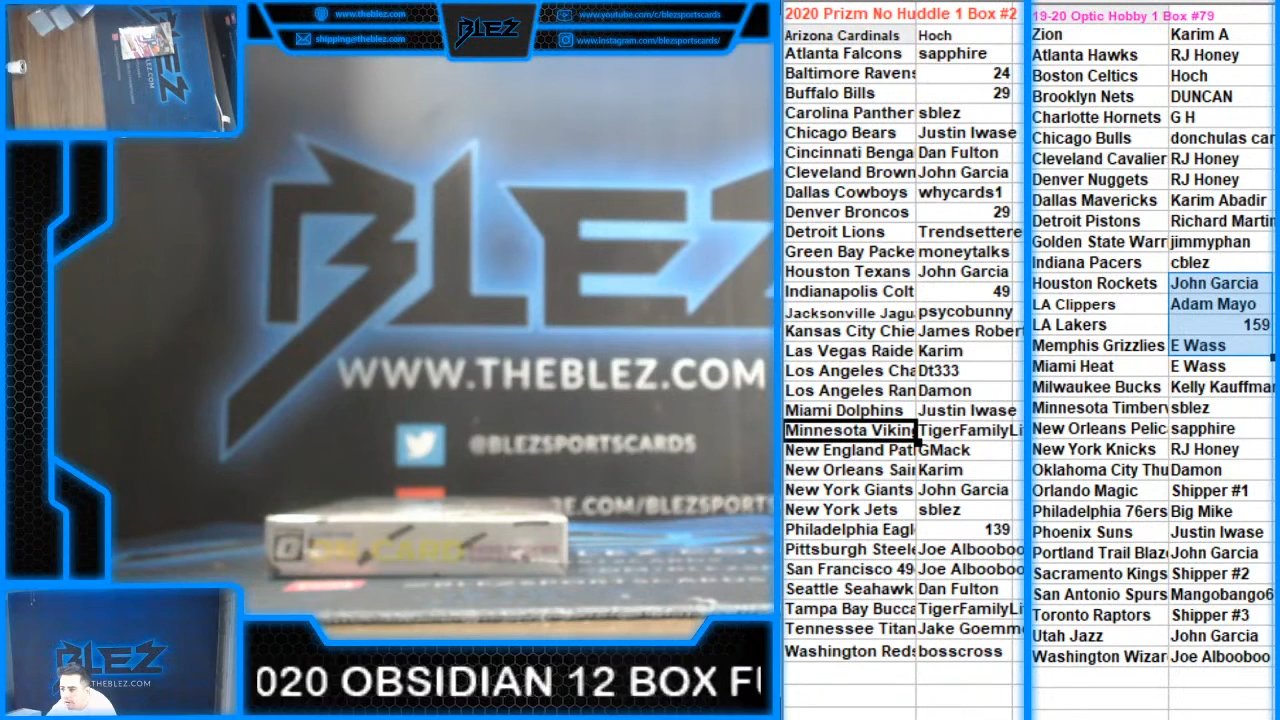 www.theblez.com
shipping@theblez.com
BLEZ
www.youtube.com/c/blezsportscards
www.instagram.com/blezsportscards/
BLEZ
WWW.THEBLEZ.COM
@BLEZSPORTSCARDS
BE.COM/BLEZSPORT
ON-CARD
BLEZ
020 OBSIDIAN 12 BOX FU
2020 Prizm No Huddle 1 Box #2
Arizona Cardinals Hoch
Atlanta Falcons sapphire
Baltimore Ravens 24
Buffalo Bills 29
Carolina Panther sblez
Chicago Bears Justin Iwase
Cincinnati Benga Dan Fulton
Cleveland Brown John Garcia
Dallas Cowboys whycards1
Denver Broncos 29
Detroit Lions Trendsettere
Green Bay Packe moneytalks
Houston Texans John Garcia
Indianapolis Colt 49
Jacksonville Jagu psycobunny
Kansas City Chie James Rober
Las Vegas Raide Karim
Los Angeles Cha Dt333
Los Angeles Ran Damon
Miami Dolphins Justin Iwase
Minnesota Viking TigerFamilyLi
New England Pat GMack
New Orleans Sai Karim
New York Giants John Garcia
New York Jets sblez
Philadelphia Eagl 139
Pittsburgh Steele Joe Albooboo
San Francisco 49 Joe Albooboo
Seattle Seahawk Dan Fulton
Tampa Bay Bucca TigerFamilyLi
Tennessee Titan Jake Goemm
Washington Reds bosscross
19-20 Optic Hobby 1 Box #79
Zion Karim A
Atlanta Hawks RJ Honey
Boston Celtics Hoch
Brooklyn Nets DUNCAN
Charlotte Hornets G H
Chicago Bulls donchulas car
Cleveland Cavalier RJ Honey
Denver Nuggets RJ Honey
Dallas Mavericks Karim Abadir
Detroit Pistons Richard Martin
Golden State Warr jimmyphan
Indiana Pacers cblez
Houston Rockets John Garcia
LA Clippers Adam Mayo
LA Lakers 159
Memphis Grizzlies E Wass
Miami Heat E Wass
Milwaukee Bucks Kelly Kauffma
Minnesota Timberv sblez
New Orleans Pelic sapphire
New York Knicks RJ Honey
Oklahoma City Thu Damon
Orlando Magic Shipper #1
Philadelphia 76ers Big Mike
Phoenix Suns Justin Iwase
Portland Trail Blaz John Garcia
Sacramento Kings Shipper #2
San Antonio Spurs Mangobango6
Toronto Raptors Shipper #3
Utah Jazz John Garcia
Washington Wizar Joe Albooboo